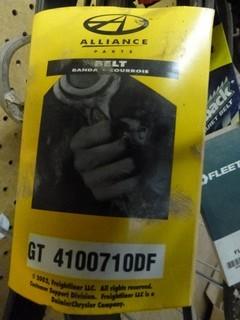 ALLIANCE
PARTS
BELT
BANDA • COURROIE
GT 4100710DF
© 2003, Freightliner LLC. All rights reserved.
Customer Support Division. Freightliner LLC is a
DaimlerChrysler Company.
FLEET